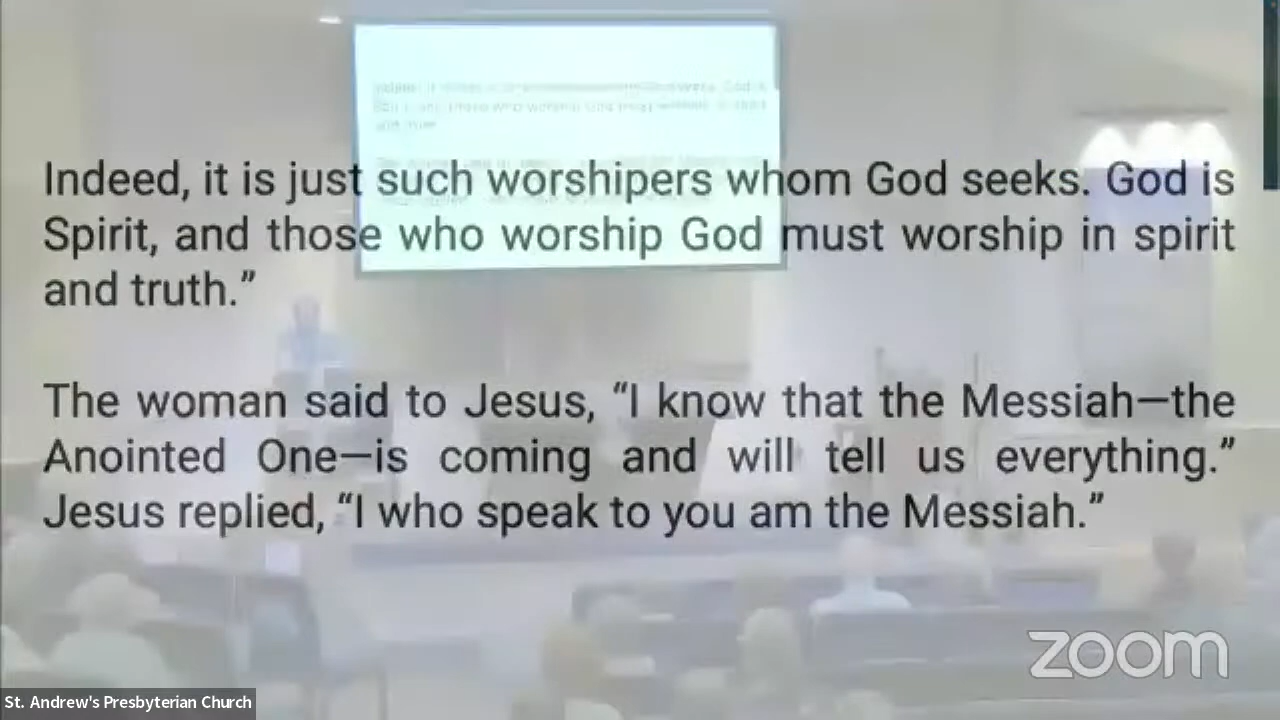 Indeed, it is just such worshipers whom God seeks. God is
Spirit, and those who worship God must worship in spirit
and truth.”
The woman said to Jesus, “I know that the Messiah—the
Anointed One—is coming and will tell us everything.”
Jesus replied, “I who speak to you am the Messiah.”
zoom
St. Andrew's Presbyterian Church